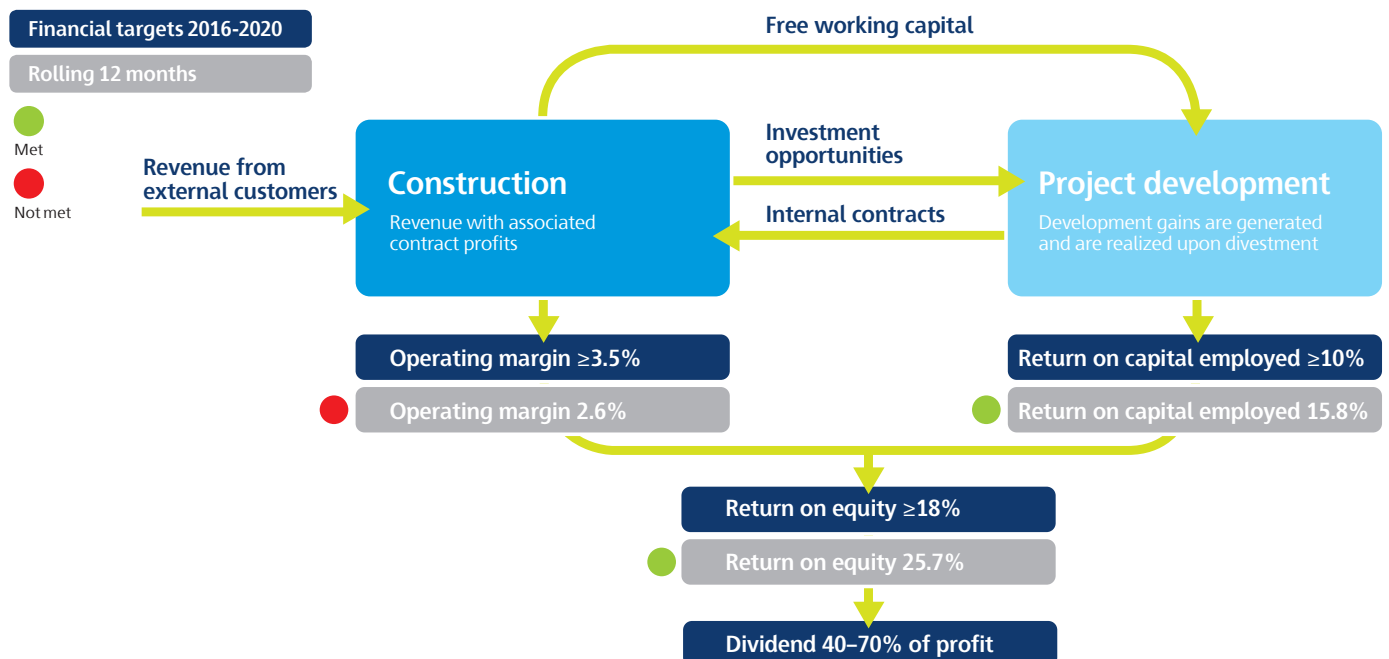 Financial targets 2016-2020
Rolling 12 months
Met
Not met
Free working capital
Revenue from
external customers
Construction
Revenue with associated
contract profits
Investment
opportunities
Internal contracts
Project development
Development gains are generated
and are realized upon divestment
Operating margin ≥3.5%
Operating margin 2.6%
Return on capital employed ≥10%
Return on capital employed 15.8%
Return on equity ≥18%
Return on equity 25.7%
Dividend 40–70% of profit